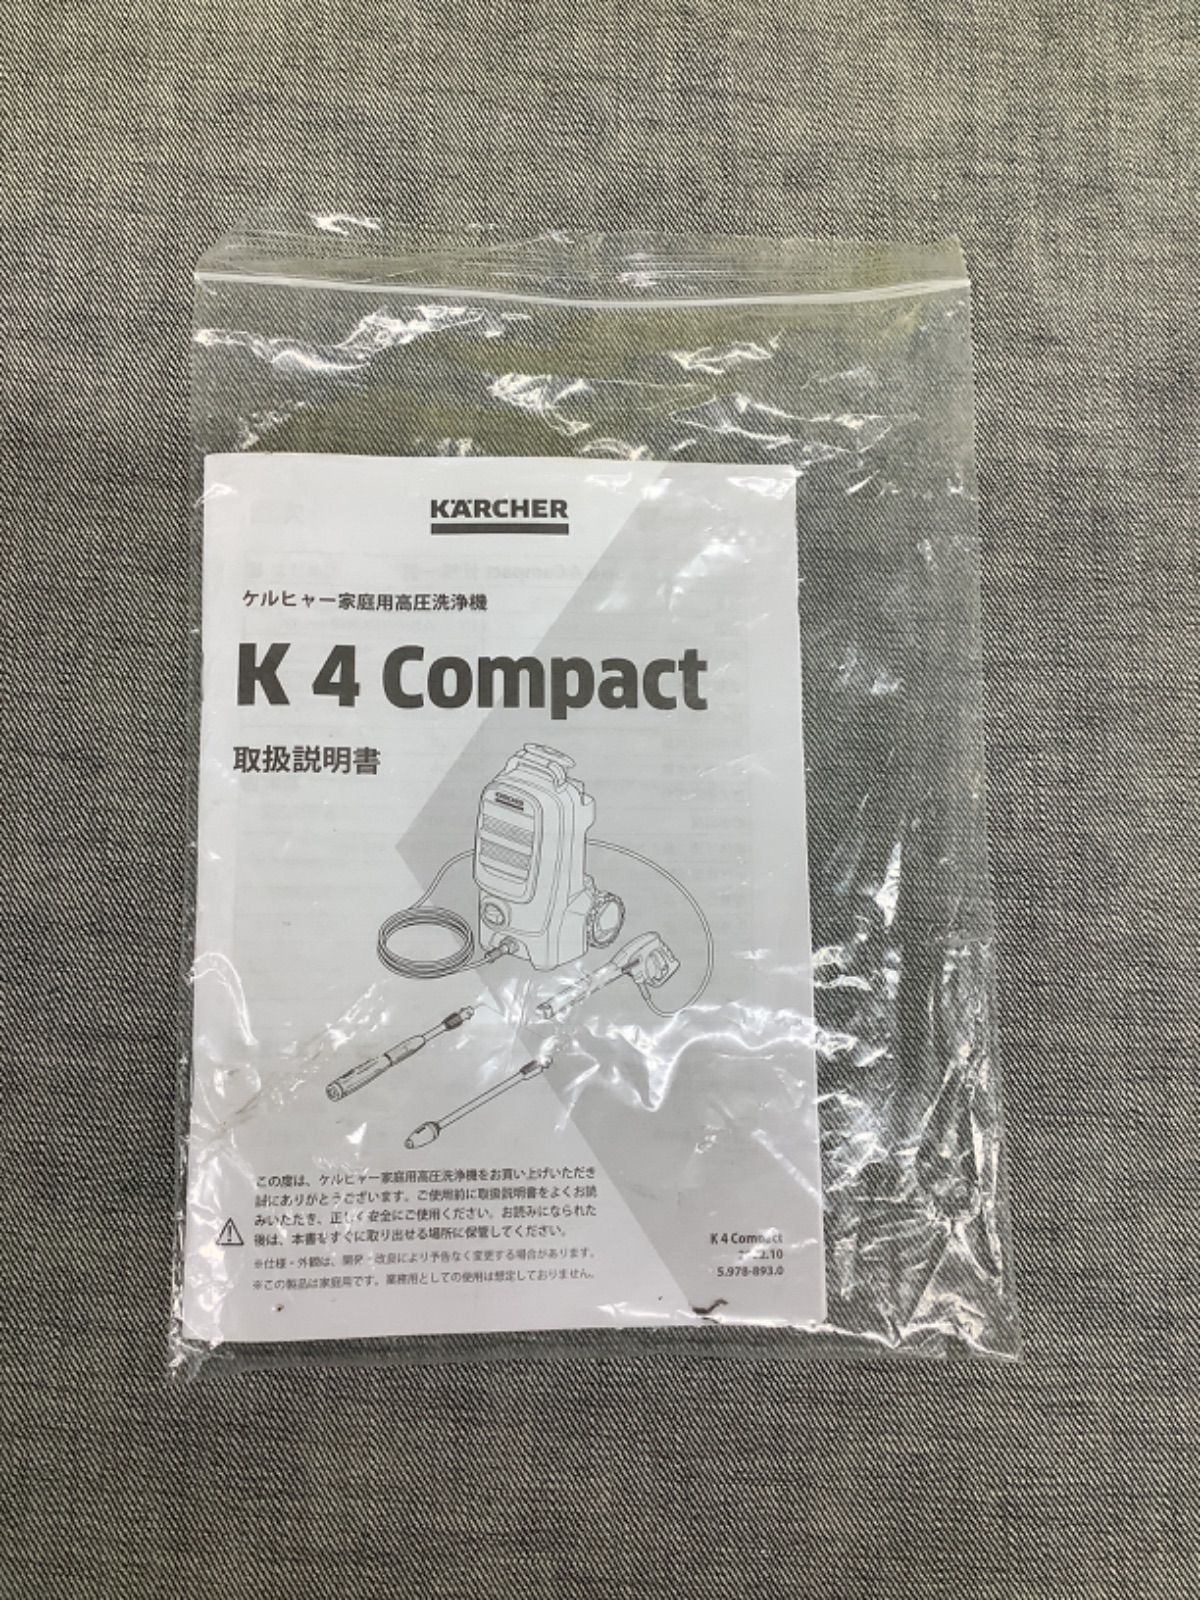 KÄRCHER
ケルヒャー家庭用高圧洗浄機
K 4 Compact
取扱説明書
KÄRCHER
この度は、ケルヒャー家庭用高圧洗浄機をお買い上げいただき
誠にありがとうございます。ご使用前に取扱説明書をよくお読
みいただき、正しく安全にご使用ください。お読みになられた
後は、本書をすぐに取り出せる場所に保管してください。
※仕様・外観は、開発・改良により予告なく変更する場合があります。
※この製品は家庭用です。業務用としての使用は想定しておりません。
K 4 Compact
5.978-893.0